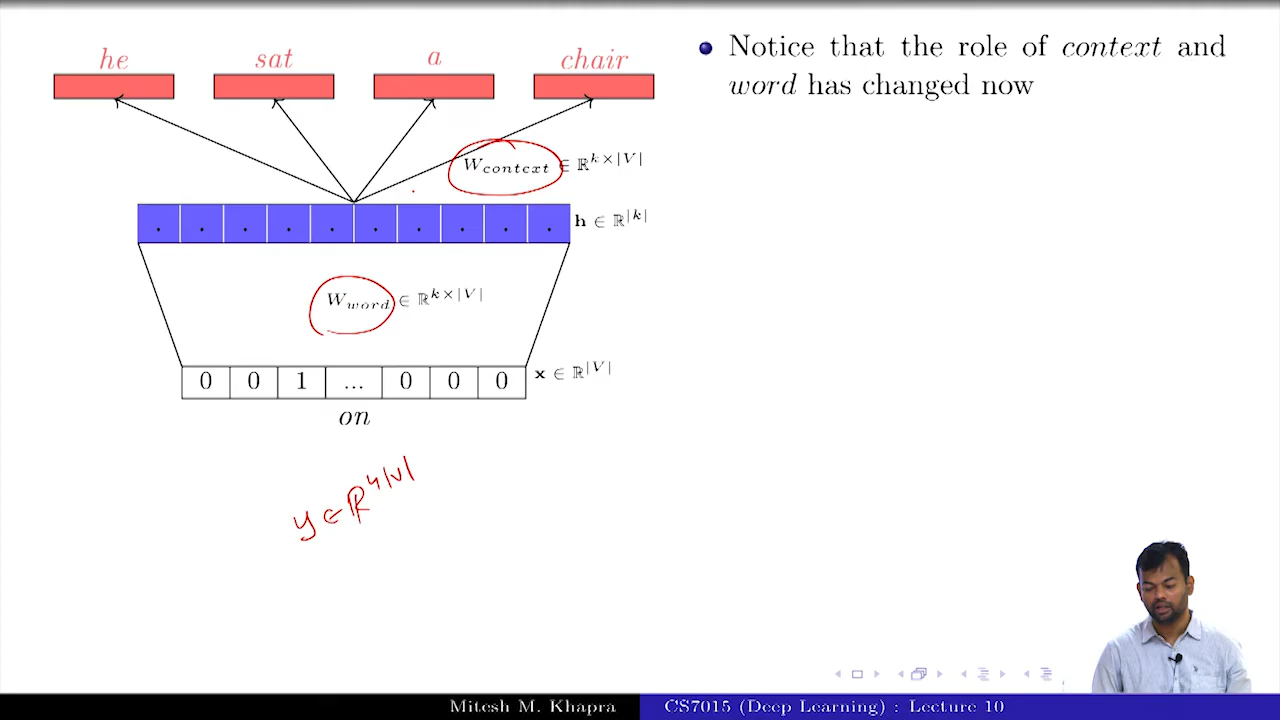 he sat a chair
Notice that the role of context and
word has changed now
W_context ∈ ℝ^{k×|V|}
h ∈ ℝ^{|k|}
W_word ∈ ℝ^{k×|V|}
0 0 1 ... 0 0 0 x ∈ ℝ^{|V|}
on
y ∈ ℝ^{4|V|}
Mitesh M. Khapra CS7015 (Deep Learning) : Lecture 10